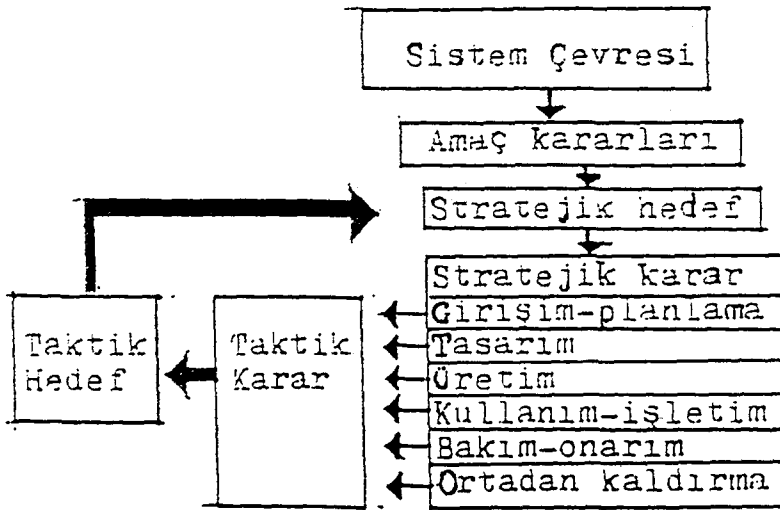 Sistem Çevresi
Amaç kararları
Stratejik hedef
Stratejik karar
Girişim-planlama
Tasarım
Üretim
Kullanım-işletim
Bakım-onarım
Ortadan kaldırma
Taktik
Karar
Taktik
Hedef